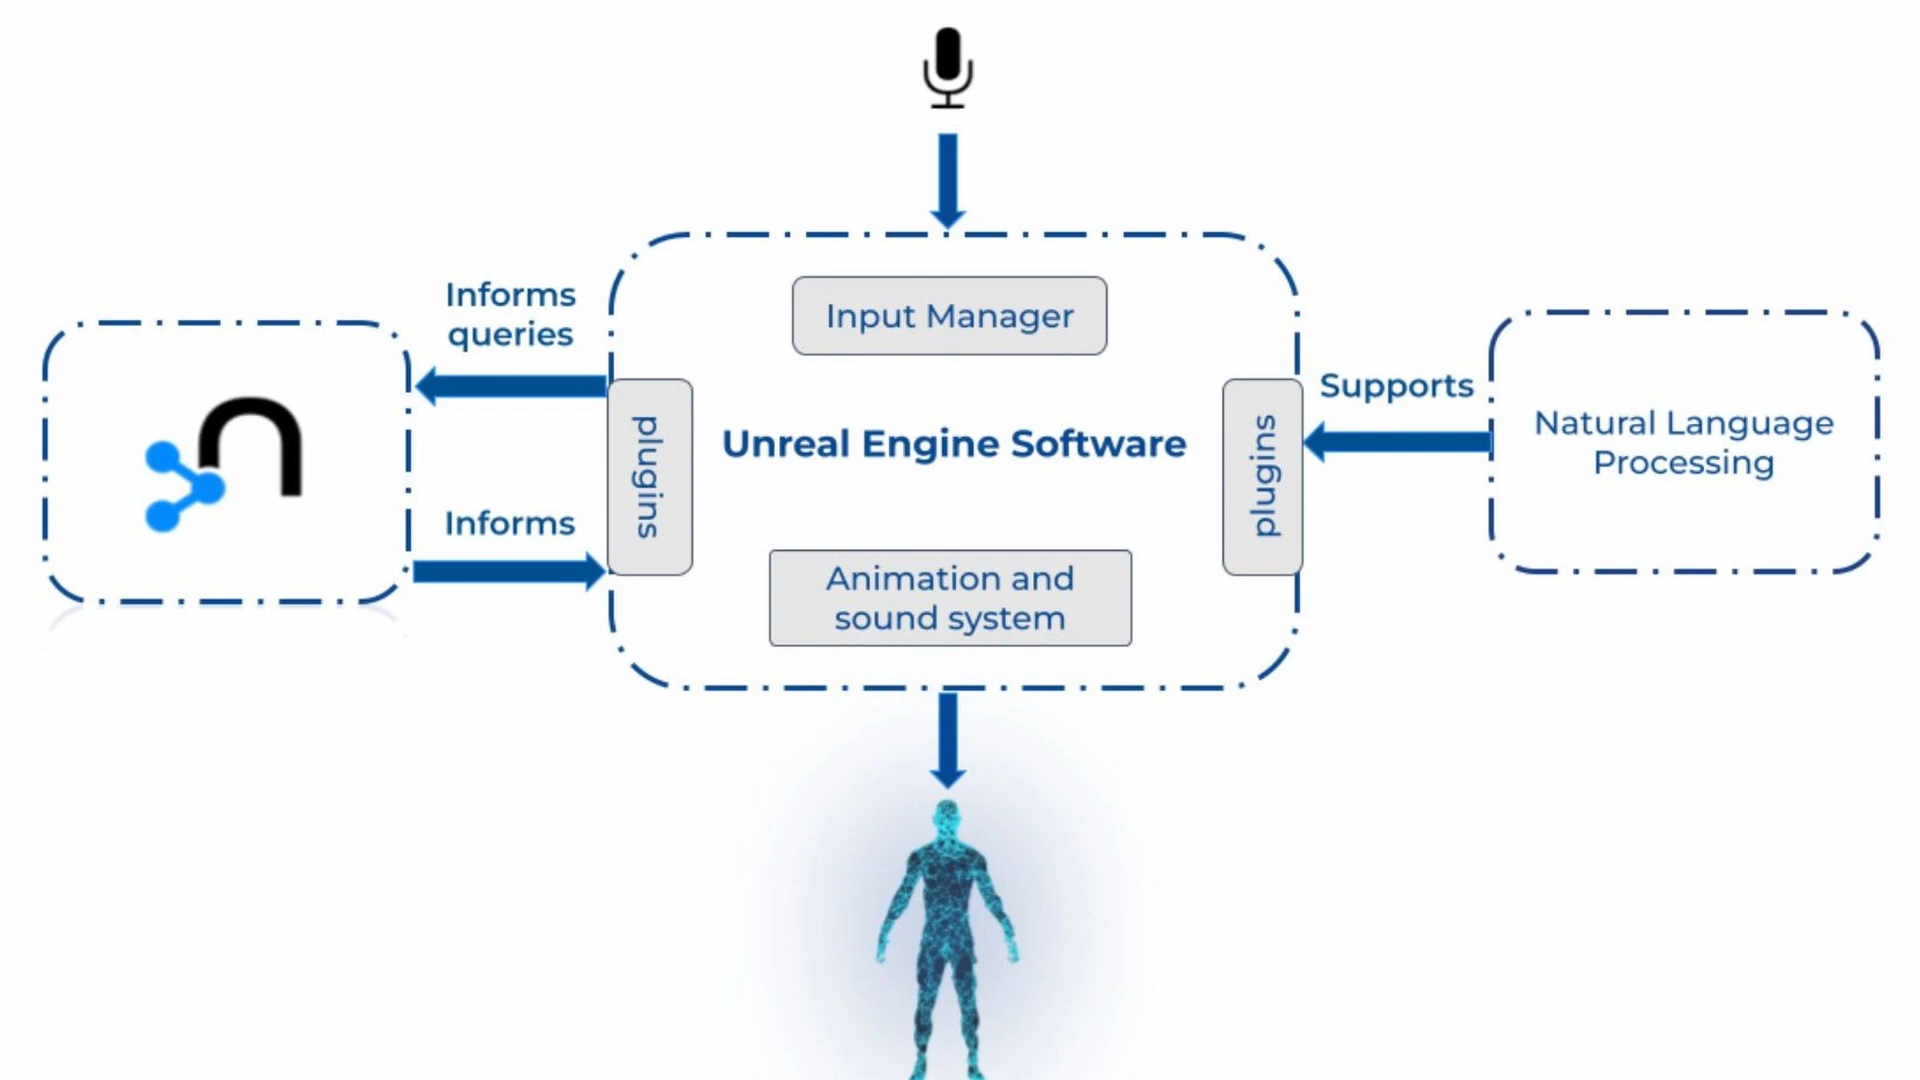 Input Manager
Informs
queries
Supports
Natural Language
Processing
plugins
Unreal Engine Software
plugins
Informs
Animation and
sound system